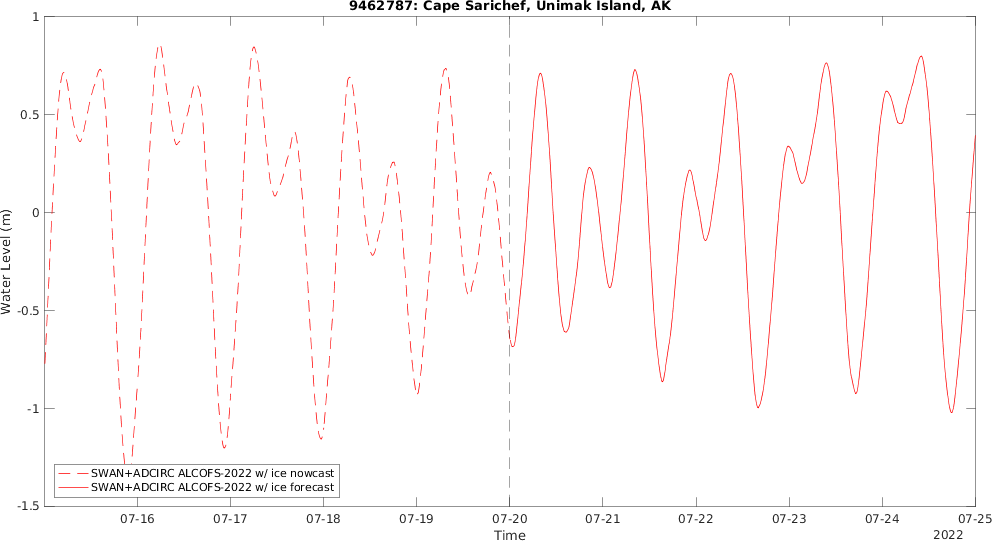 9462787: Cape Sarichef, Unimak Island, AK
1
0.5
0
-0.5
-1
-1.5
Water Level (m)
SWAN+ADCIRC ALCOFS-2022 w/ ice nowcast
SWAN+ADCIRC ALCOFS-2022 w/ ice forecast
07-16 07-17 07-18 07-19 07-20 07-21 07-22 07-23 07-24 07-25
Time
2022